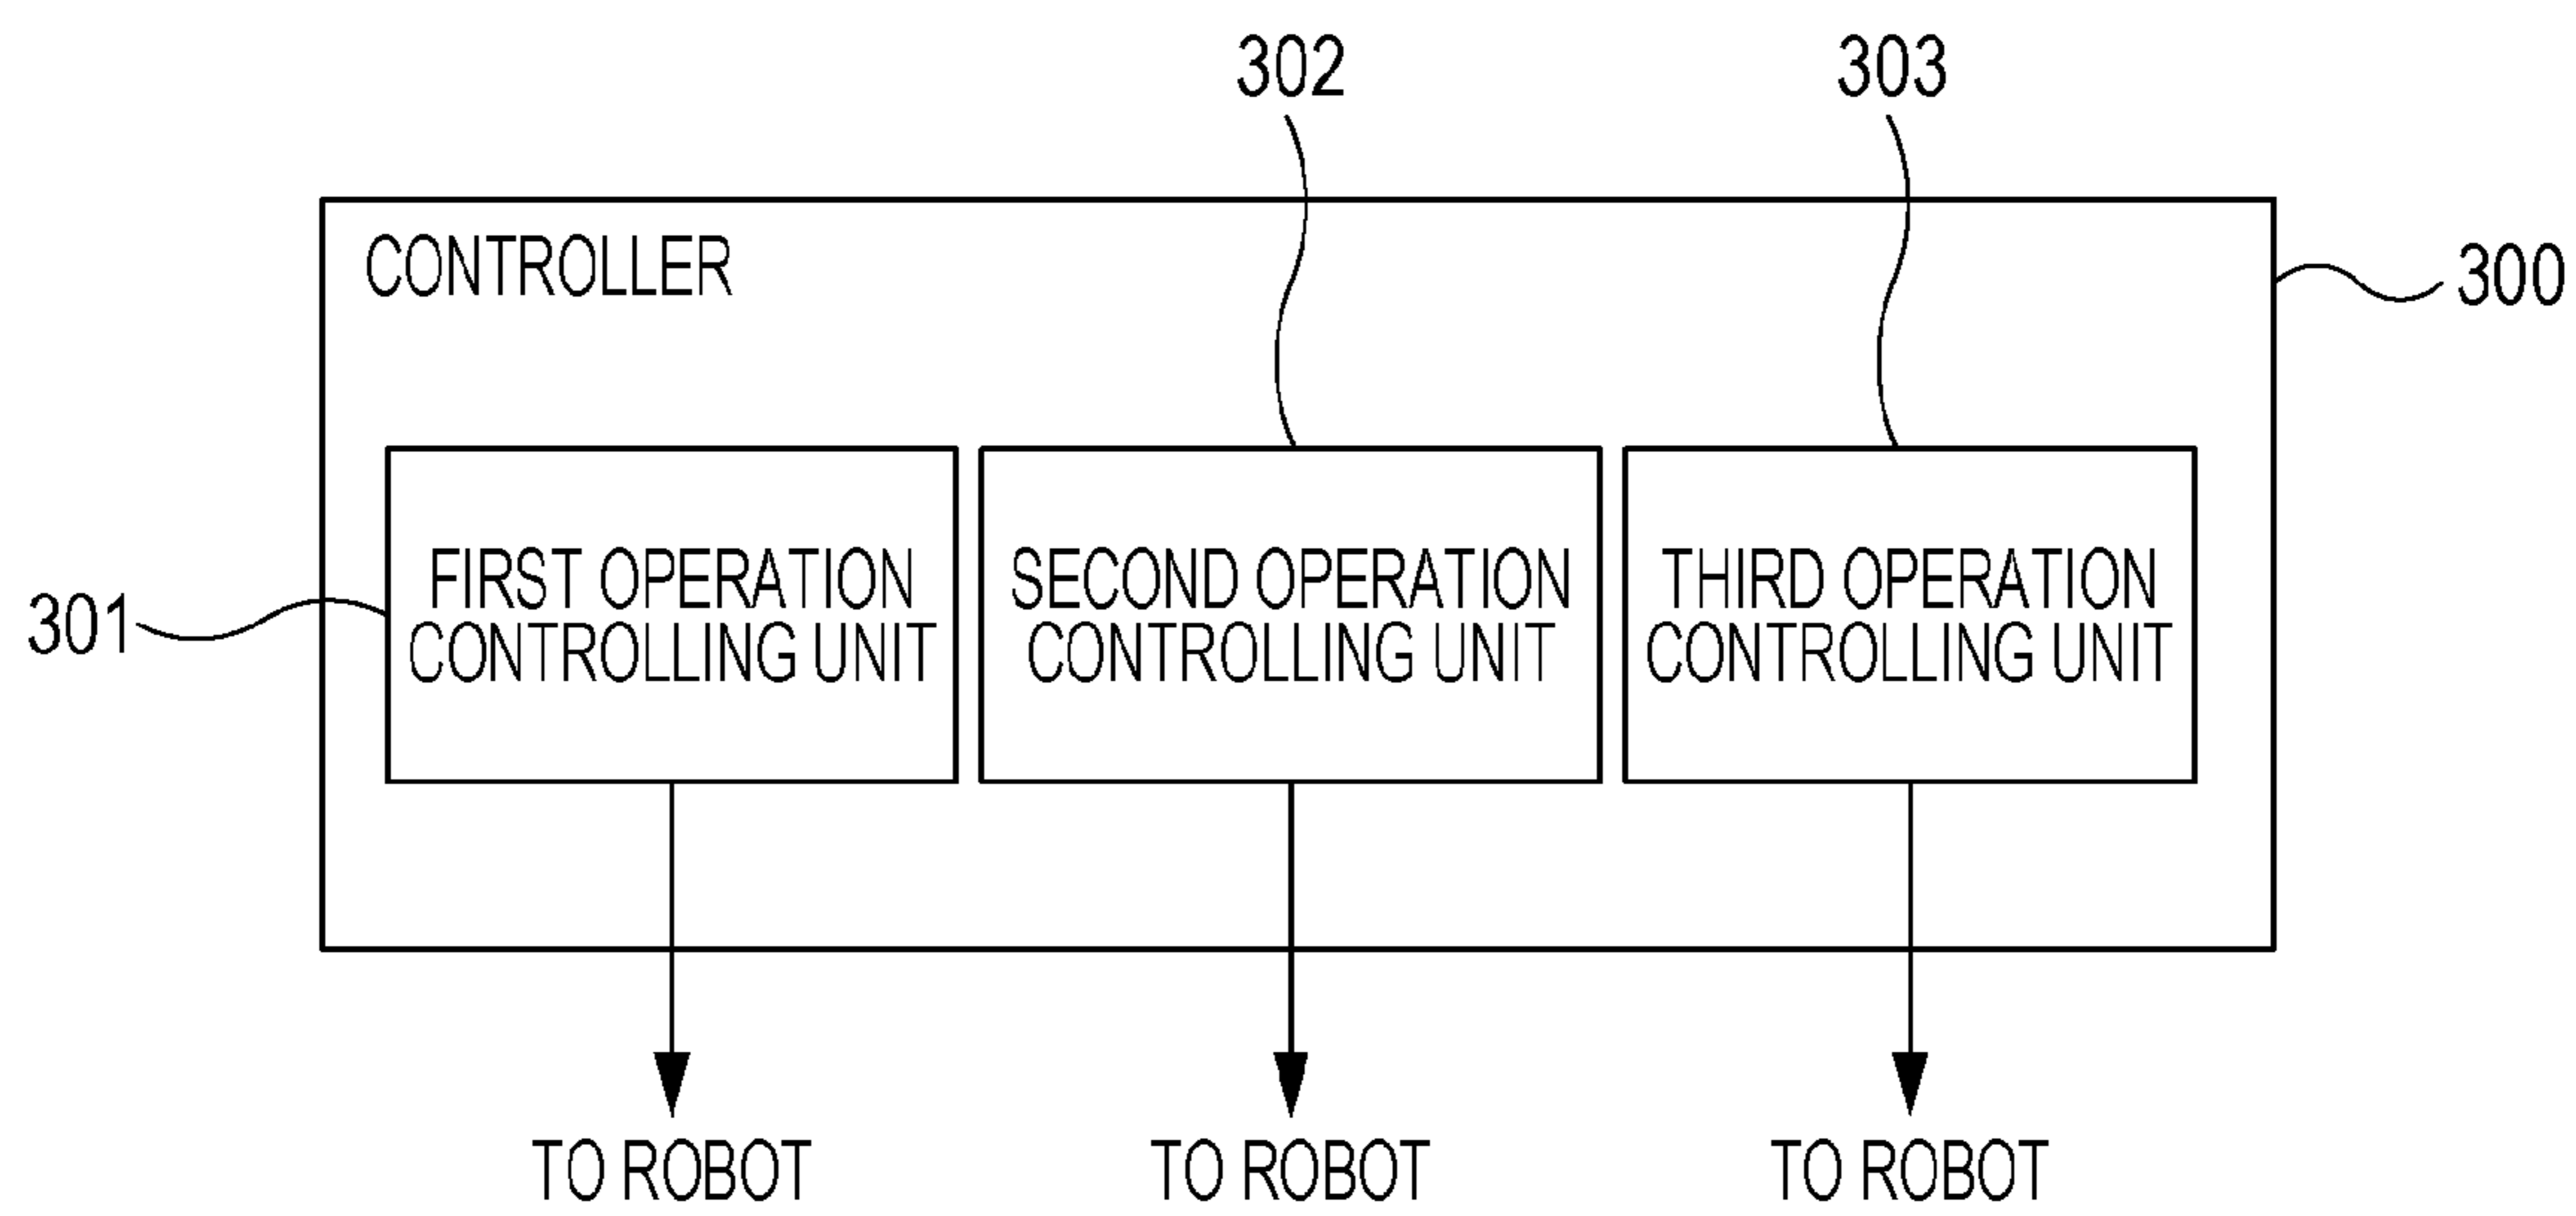 302
303
CONTROLLER
300
FIRST OPERATION
CONTROLLING UNIT
SECOND OPERATION
CONTROLLING UNIT
THIRD OPERATION
CONTROLLING UNIT
301
TO ROBOT
TO ROBOT
TO ROBOT